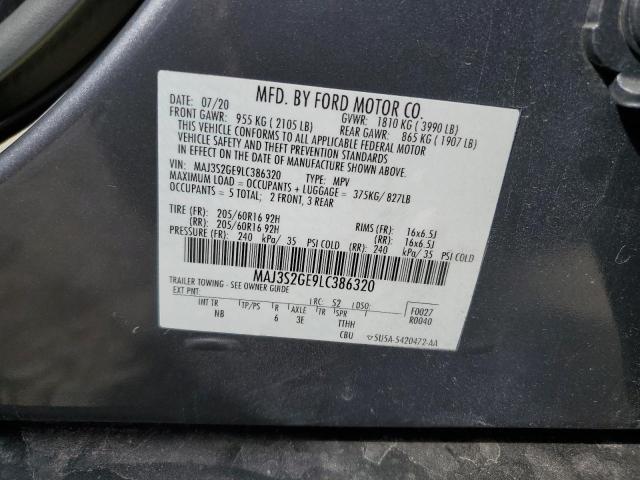 MFD. BY FORD MOTOR CO.
DATE: 07/20 GVWR: 1810 KG ( 3990 LB)
FRONT GAWR: 955 KG ( 2105 LB) REAR GAWR: 865 KG ( 1907 LB)
THIS VEHICLE CONFORMS TO ALL APPLICABLE FEDERAL MOTOR
VEHICLE SAFETY AND THEFT PREVENTION STANDARDS
IN EFFECT ON THE DATE OF MANUFACTURE SHOWN ABOVE.
VIN: MAJ3S2GE9LC386320 TYPE: MPV
MAXIMUM LOAD = OCCUPANTS + LUGGAGE = 375KG/ 827LB
OCCUPANTS = 5 TOTAL; 2 FRONT, 3 REAR
TIRE (FR): 205/60R16 92H RIMS (FR): 16x6.5J
(RR): 205/60R16 92H (RR): 16x6.5J
PRESSURE (FR): 240 kPa/ 35 PSI COLD (RR): 240 kPa/ 35 PSI COLD
MAJ3S2GE9LC386320
TRAILER TOWING - SEE OWNER GUIDE
EXT PNT: RC: 52 DSO: F0027
R0040
INT TR TP/PS R AXLE TR SPR
NB 6 3E TTHH
CBU 5U5A-5420472-AA